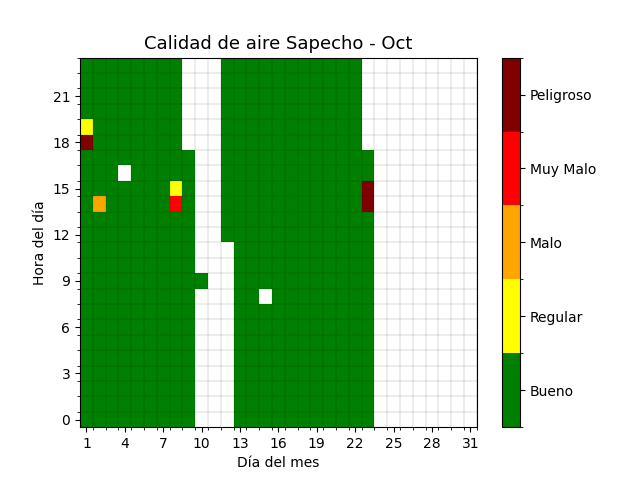 Calidad de aire Sapecho - Oct
Hora del día
21
18
15
12
9
6
3
0
1 4 7 10 13 16 19 22 25 28 31
Día del mes
Peligroso
Muy Malo
Malo
Regular
Bueno